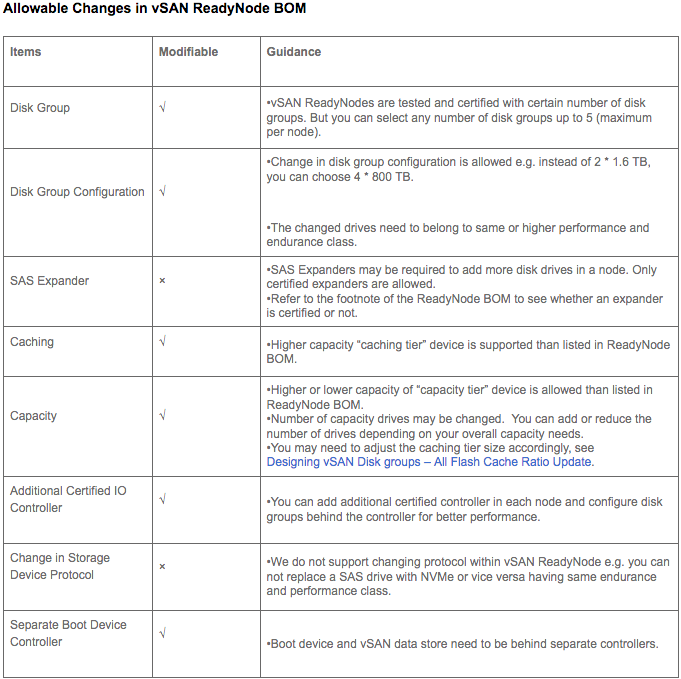 Allowable Changes in vSAN ReadyNode BOM
Items
Modifiable
Guidance
Disk Group
√
•vSAN ReadyNodes are tested and certified with certain number of disk
groups. But you can select any number of disk groups up to 5 (maximum
per node).
Disk Group Configuration
√
•Change in disk group configuration is allowed e.g. instead of 2 * 1.6 TB,
you can choose 4 * 800 TB.
•The changed drives need to belong to same or higher performance and
endurance class.
SAS Expander
×
•SAS Expanders may be required to add more disk drives in a node. Only
certified expanders are allowed.
•Refer to the footnote of the ReadyNode BOM to see whether an expander
is certified or not.
Caching
√
•Higher capacity “caching tier” device is supported than listed in ReadyNode
BOM.
Capacity
√
•Higher or lower capacity of “capacity tier” device is allowed than listed in
ReadyNode BOM.
•Number of capacity drives may be changed.  You can add or reduce the
number of drives depending on your overall capacity needs.
•You may need to adjust the caching tier size accordingly, see
Designing vSAN Disk groups – All Flash Cache Ratio Update.
Additional Certified IO
Controller
√
•You can add additional certified controller in each node and configure disk
groups behind the controller for better performance.
Change in Storage
Device Protocol
×
•We do not support changing protocol within vSAN ReadyNode e.g. you can
not replace a SAS drive with NVMe or vice versa having same endurance
and performance class.
Separate Boot Device
Controller
√
•Boot device and vSAN data store need to be behind separate controllers.